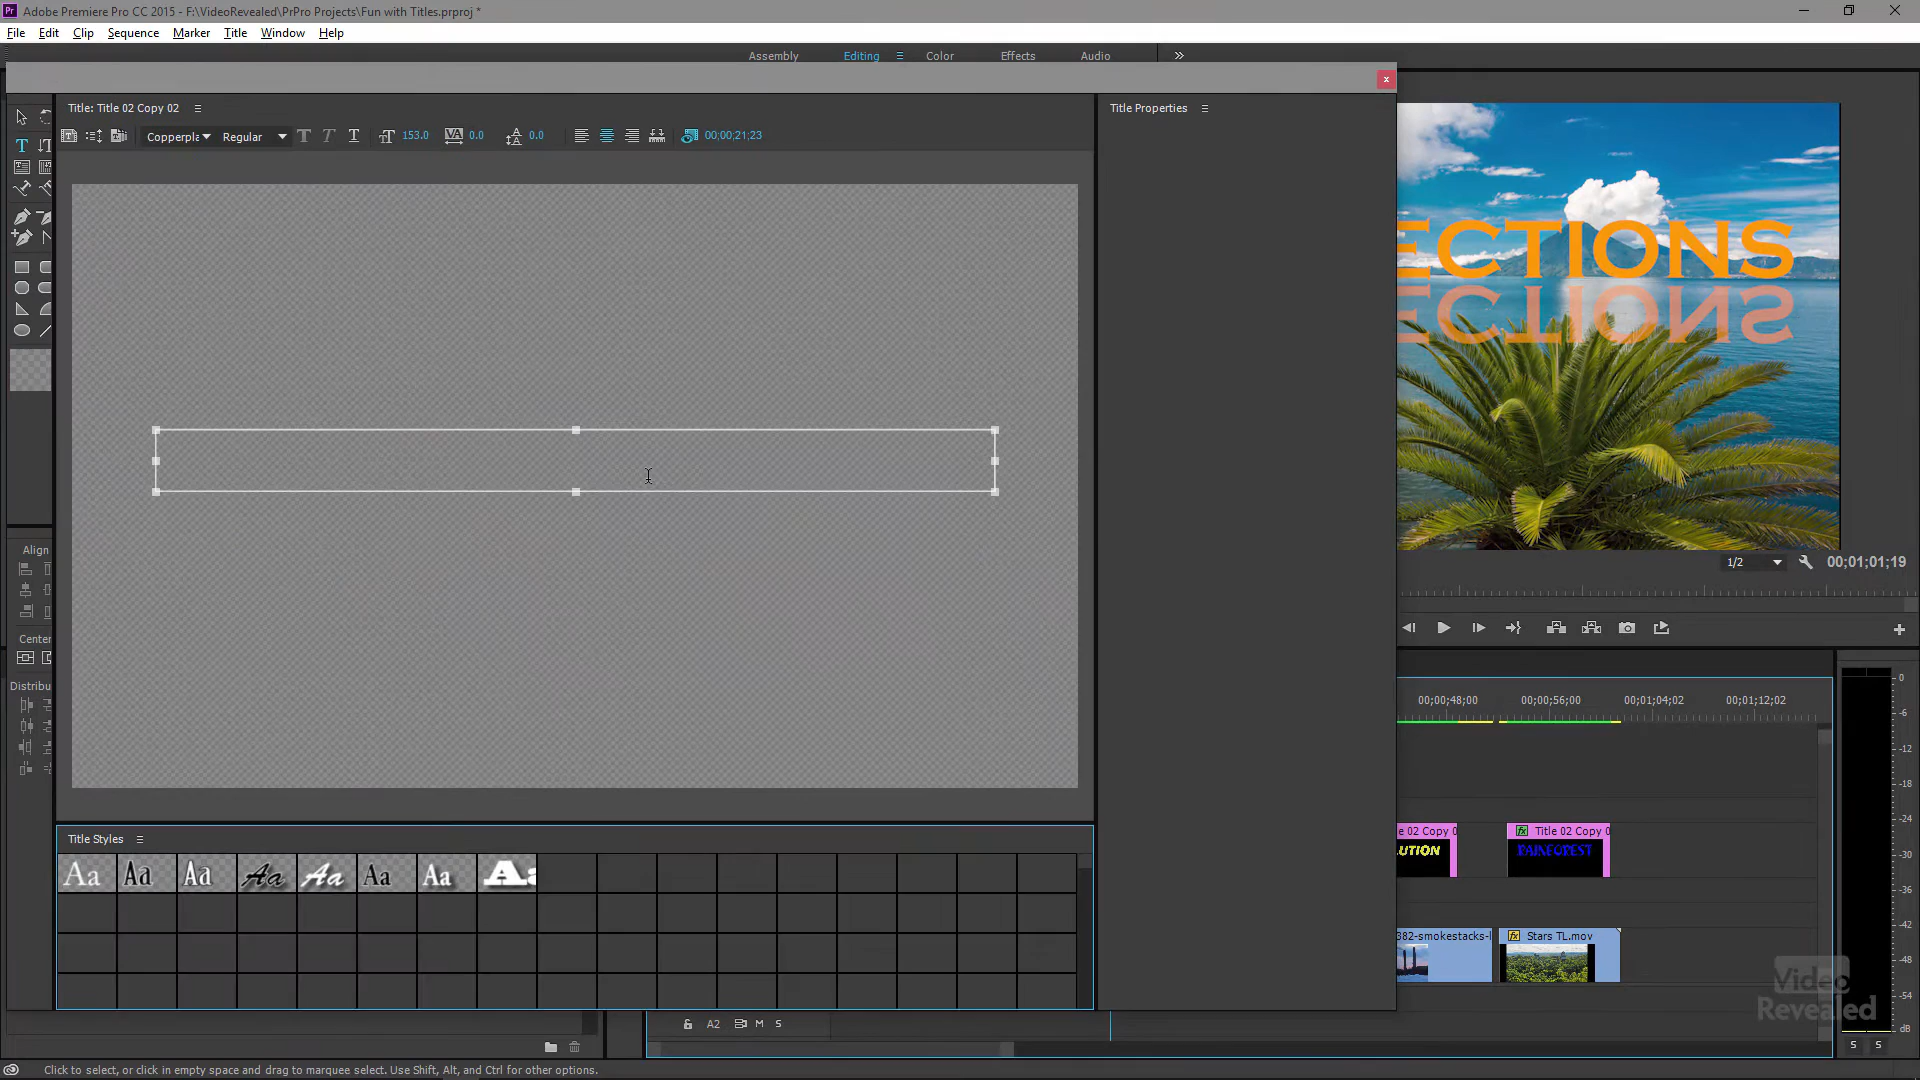 Adobe Premiere Pro CC 2015 - F:\VideoRevealed\PrPro Projects\Fun with Titles.prproj *
File Edit Clip Sequence Marker Title Window Help
Assembly Editing Color Effects Audio
Title: Title 02 Copy 02
Title Properties
Copperpla Regular 153.0 0.0 0.0 00;00;21;23
ECTIONS
ECTIONS
1/2 00;01;01;19
Align
Center
Distribu
00;00;48;00 00;00;56;00 00;01;04;02 00;01;12;02
0
-6
-12
-18
-24
-30
-36
-42
-48
-54
dB
e 02 Copy 0 Title 02 Copy 0
LUTION RAINFOREST
Title Styles
Aa Aa Aa Aa Aa Aa Aa Aa
382-smokestacks-l Stars TL.mov
Video
Revealed
A2 M S
S S
Click to select, or click in empty space and drag to marquee select. Use Shift, Alt, and Ctrl for other options.